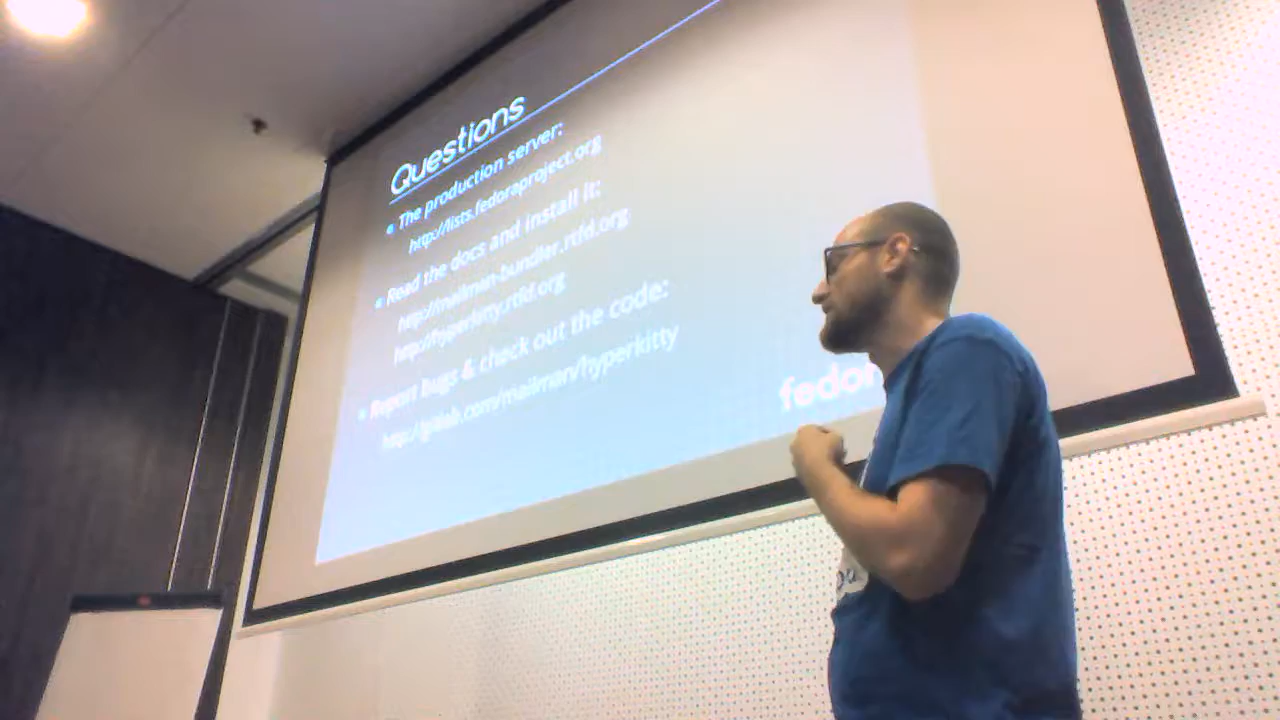 Questions
The production server:
http://lists.fedoraproject.org
Read the docs and install it:
http://mailman-bundler.rtfd.org
http://hyperkitty.rtfd.org
Report bugs & check out the code:
http://gitlab.com/mailman/hyperkitty
fedor